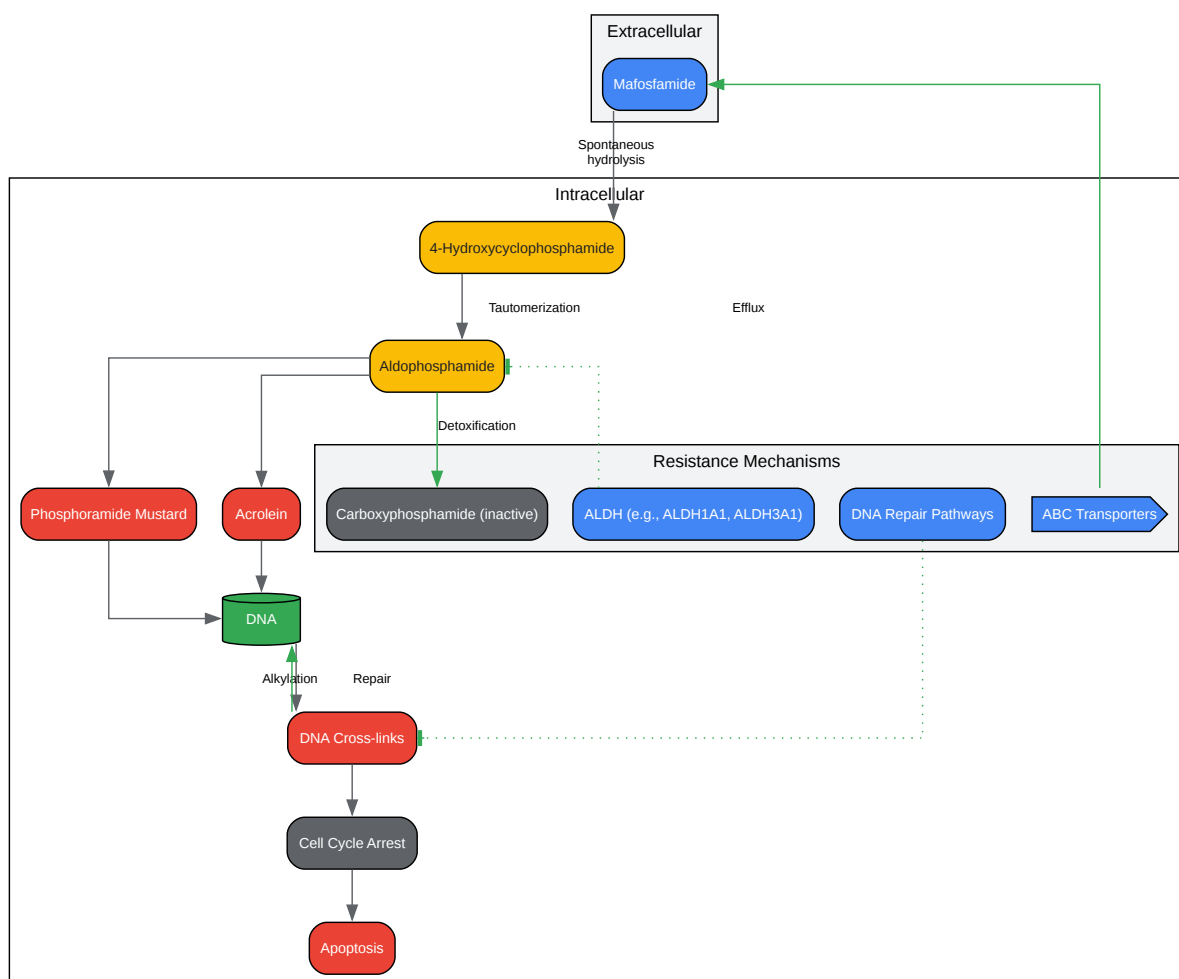 Extracellular
Mafosfamide
Spontaneous
hydrolysis
Intracellular
4-Hydroxycyclophosphamide
Tautomerization
Efflux
Aldophosphamide
Detoxification
Resistance Mechanisms
Phosphoramide Mustard
Acrolein
Carboxyphosphamide (inactive)
ALDH (e.g., ALDH1A1, ALDH3A1)
DNA Repair Pathways
ABC Transporters
DNA
Alkylation
Repair
DNA Cross-links
Cell Cycle Arrest
Apoptosis